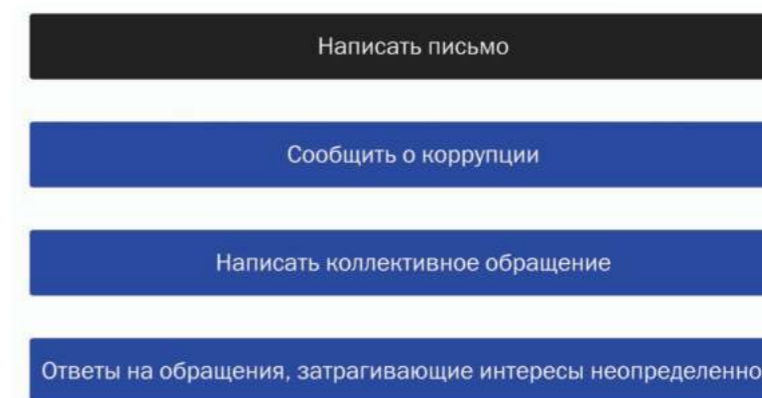 Написать письмо
Сообщить о коррупции
Написать коллективное обращение
Ответы на обращения, затрагивающие интересы неопределенно